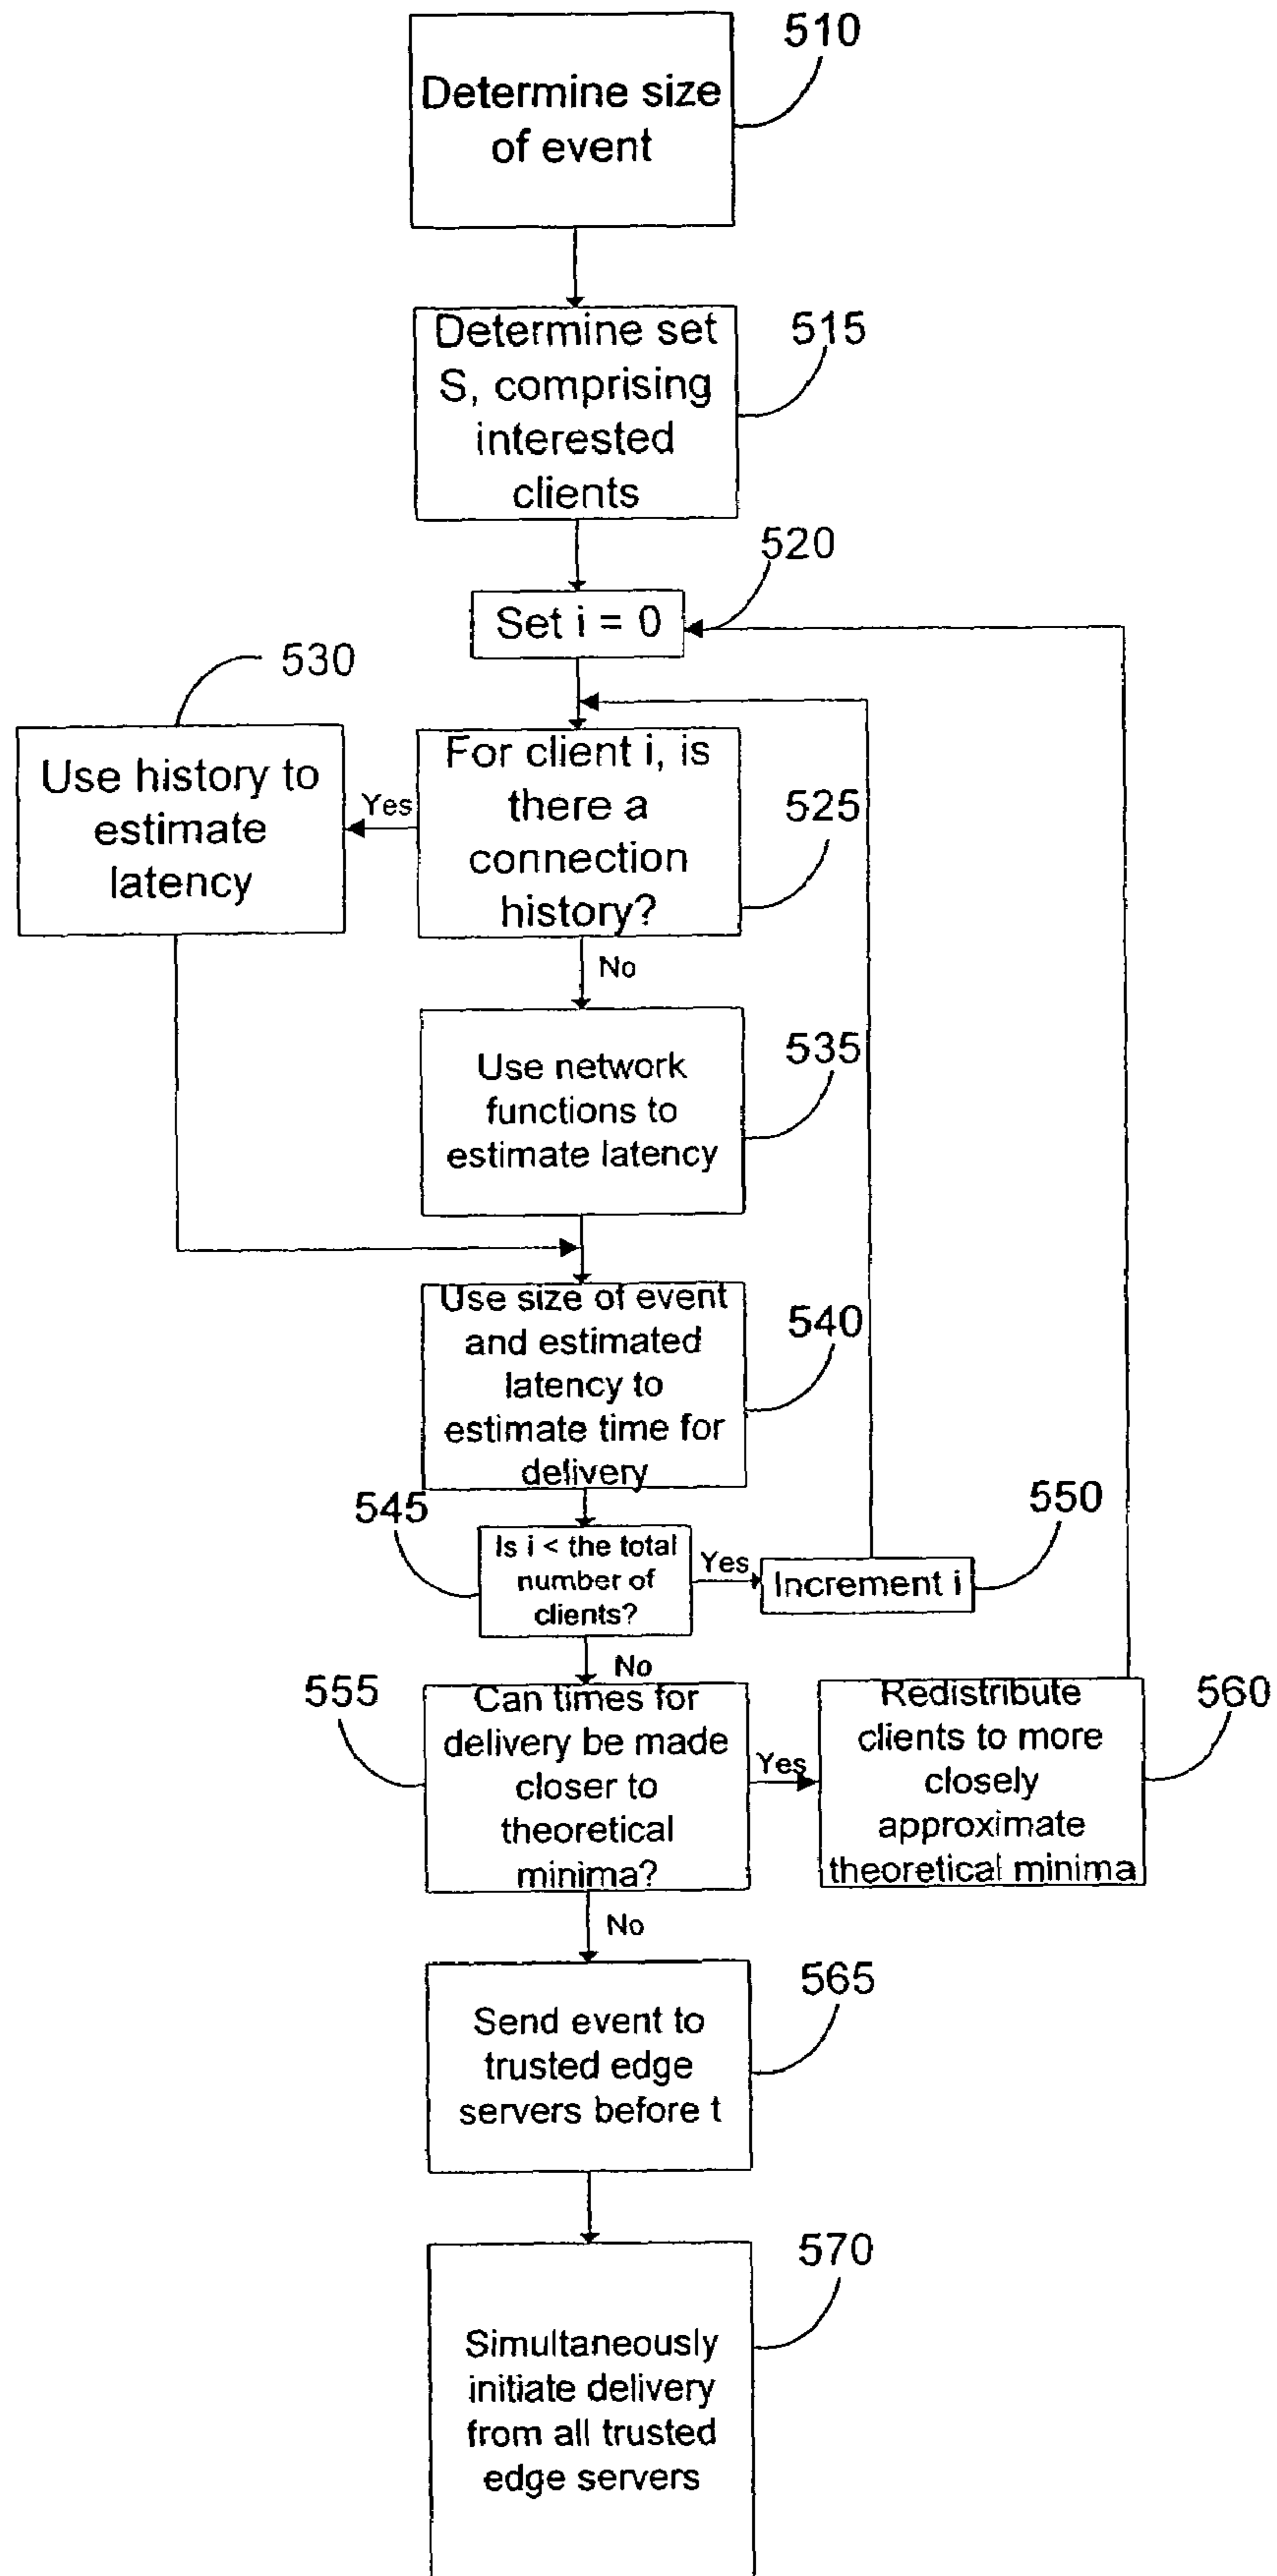 510
Determine size
of event
Determine set
S, comprising
interested
clients
515
520
Set i = 0
530
Use history to
estimate
latency
Yes
For client i, is
there a
connection
history?
525
No
Use network
functions to
estimate latency
535
Use size of event
and estimated
latency to
estimate time for
delivery
540
545
Is i < the total
number of
clients?
Yes
Increment i
550
No
555
Can times for
delivery be made
closer to
theoretical
minima?
Yes
Redistribute
clients to more
closely
approximate
theoretical minima
560
No
Send event to
trusted edge
servers before t
565
Simultaneously
initiate delivery
from all trusted
edge servers
570